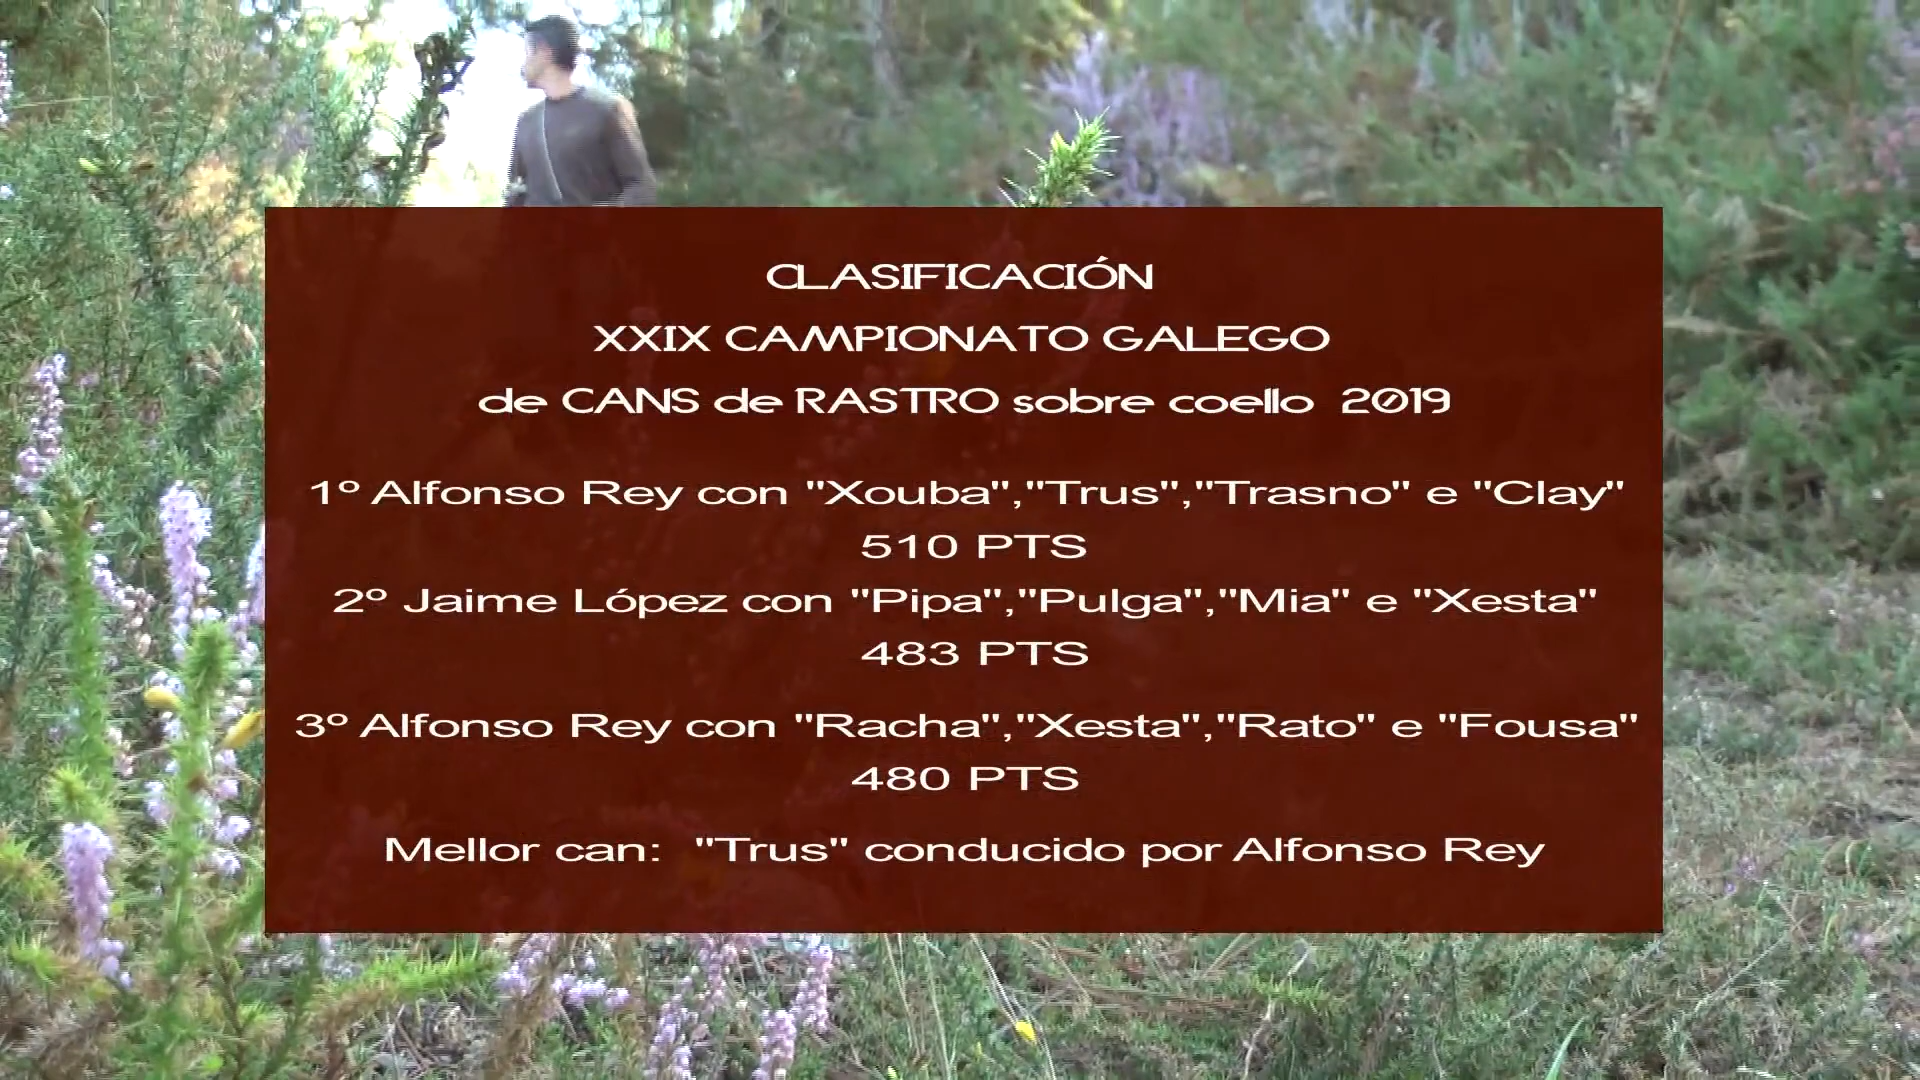 CLASIFICACIÓN
XXIX CAMPIONATO GALEGO
de CANS de RASTRO sobre coello 2019
1º Alfonso Rey con "Xouba","Trus","Trasno" e "Clay"
510 PTS
2º Jaime López con "Pipa","Pulga","Mia" e "Xesta"
483 PTS
3º Alfonso Rey con "Racha","Xesta","Rato" e "Fousa"
480 PTS
Mellor can: "Trus" conducido por Alfonso Rey